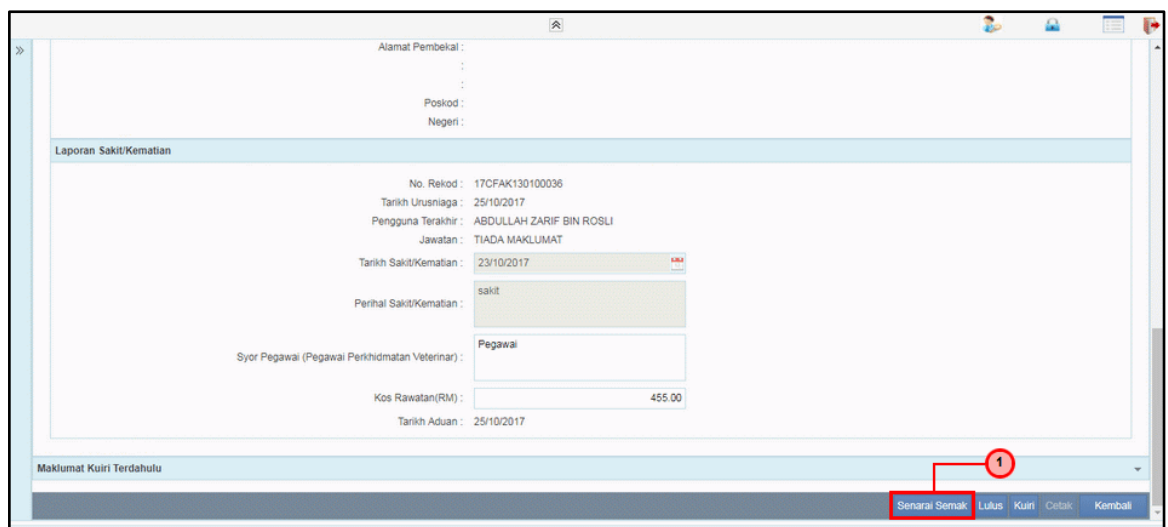 Alamat Pembekal :
:
:
Poskod :
Negeri :
Laporan Sakit/Kematian
No. Rekod : 17CFAK130100036
Tarikh Urusniaga : 25/10/2017
Pengguna Terakhir : ABDULLAH ZARIF BIN ROSLI
Jawatan : TIADA MAKLUMAT
Tarikh Sakit/Kematian : 23/10/2017
Perihal Sakit/Kematian : sakit
Syor Pegawai (Pegawai Perkhidmatan Veterinar) : Pegawai
Kos Rawatan(RM) : 455.00
Tarikh Aduan : 25/10/2017
Maklumat Kuiri Terdahulu
1
Senarai Semak Lulus Kuiri Cetak Kembali